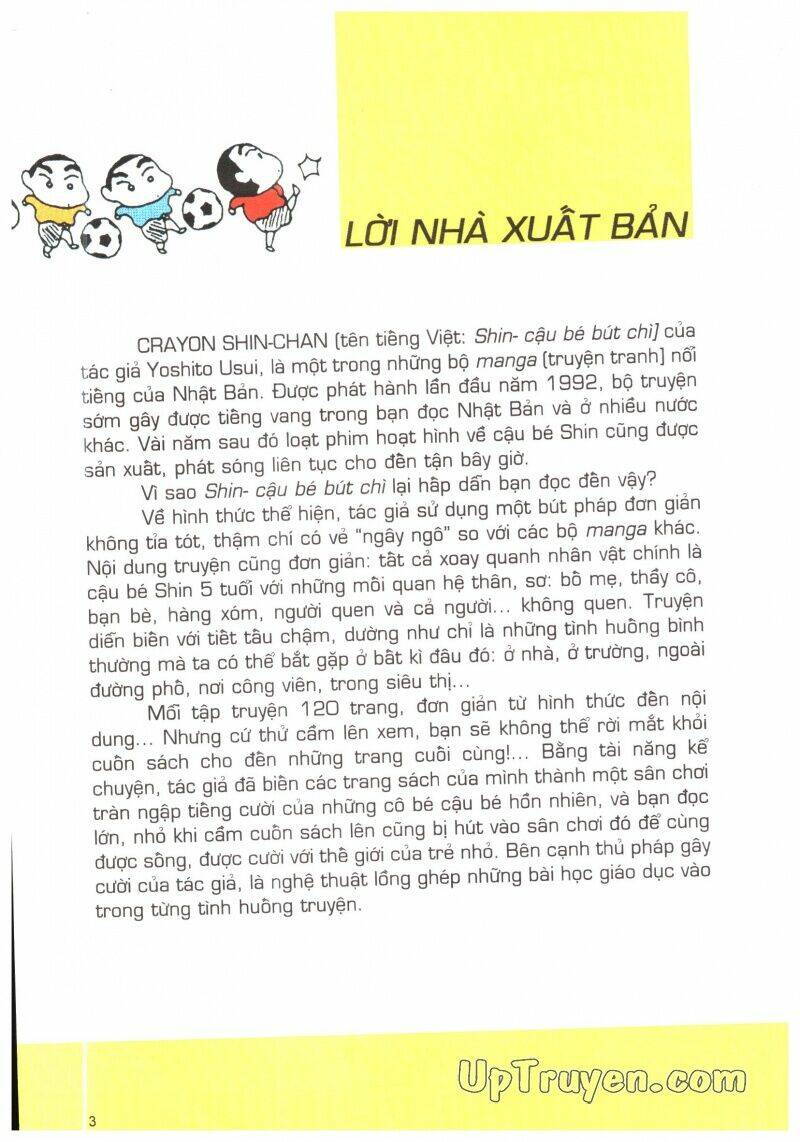 LỜI NHÀ XUẤT BẢN
CRAYON SHIN-CHAN (tên tiếng Việt: Shin- cậu bé bút chì) của
tác giả Yoshito Usui, là một trong những bộ manga (truyện tranh) nổi
tiếng của Nhật Bản. Được phát hành lần đầu năm 1992, bộ truyện
sớm gây được tiếng vang trong bạn đọc Nhật Bản và ở nhiều nước
khác. Vài năm sau đó loạt phim hoạt hình về cậu bé Shin cũng được
sản xuất, phát sóng liên tục cho đến tận bây giờ.
Vì sao Shin- cậu bé bút chì lại hấp dẫn bạn đọc đến vậy?
Về hình thức thể hiện, tác giả sử dụng một bút pháp đơn giản
không tỉa tót, thậm chí có vẻ "ngây ngô" so với các bộ manga khác.
Nội dung truyện cũng đơn giản: tất cả xoay quanh nhân vật chính là
cậu bé Shin 5 tuổi với những mối quan hệ thân, sơ: bố mẹ, thầy cô,
bạn bè, hàng xóm, người quen và cả người... không quen. Truyện
diễn biến với tiết tấu chậm, dường như chỉ là những tình huống bình
thường mà ta có thể bắt gặp ở bất kì đâu đó: ở nhà, ở trường, ngoài
đường phố, nơi công viên, trong siêu thị...
Mỗi tập truyện 120 trang, đơn giản từ hình thức đến nội
dung... Nhưng cứ thử cầm lên xem, bạn sẽ không thể rời mắt khỏi
cuốn sách cho đến những trang cuối cùng!... Bằng tài năng kể
chuyện, tác giả đã biến các trang sách của mình thành một sân chơi
tràn ngập tiếng cười của những cô bé cậu bé hồn nhiên, và bạn đọc
lớn, nhỏ khi cầm cuốn sách lên cũng bị hút vào sân chơi đó để cùng
được sống, được cười với thế giới của trẻ nhỏ. Bên cạnh thủ pháp gây
cười của tác giả, là nghệ thuật lồng ghép những bài học giáo dục vào
trong từng tình huống truyện.
UpTruyen.com
3